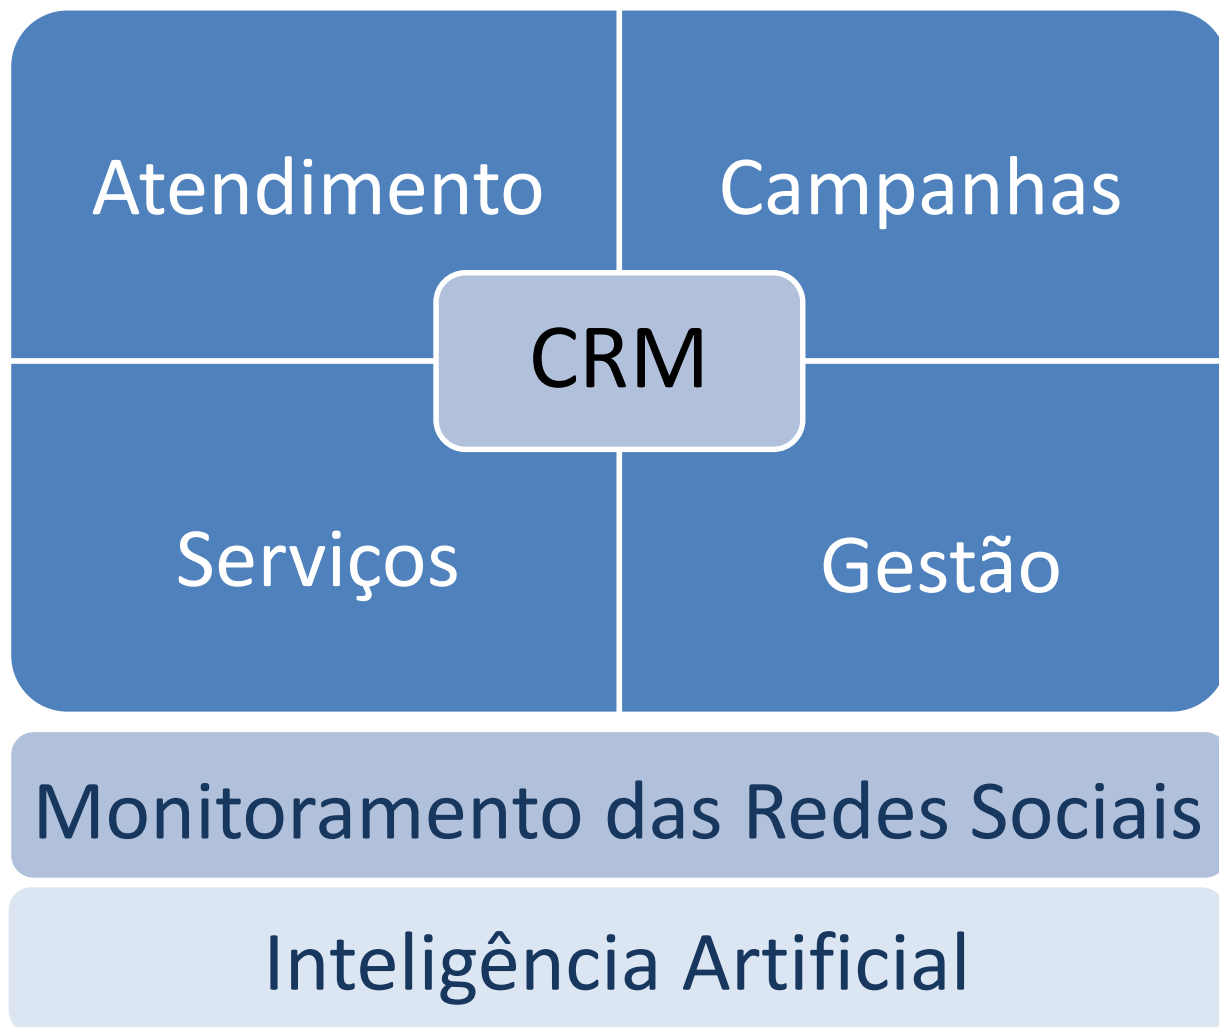 Atendimento
Campanhas
CRM
Serviços
Gestão
Monitoramento das Redes Sociais
Inteligência Artificial